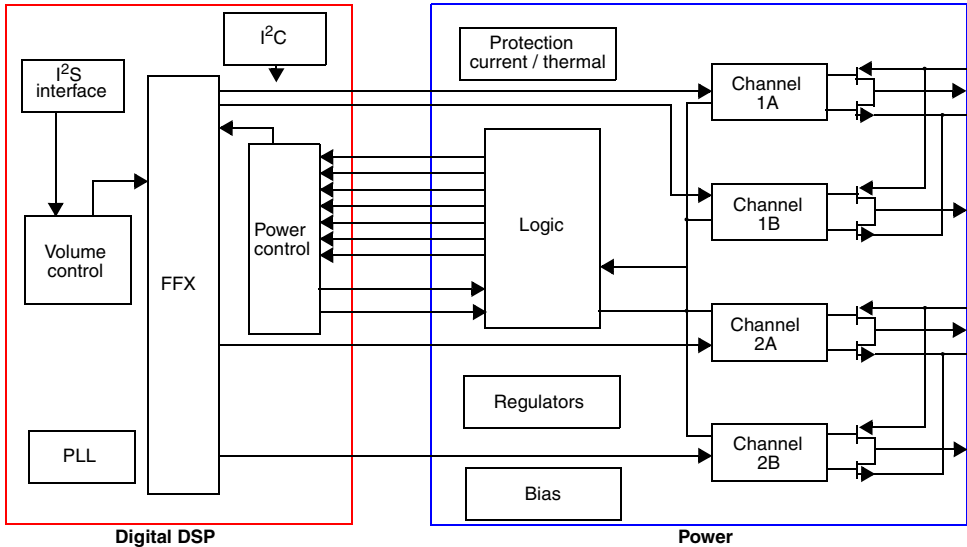 I²C
I²S
interface
Volume
control
FFX
Power
control
PLL
Digital DSP
Protection
current / thermal
Logic
Regulators
Bias
Channel
1A
Channel
1B
Channel
2A
Channel
2B
Power